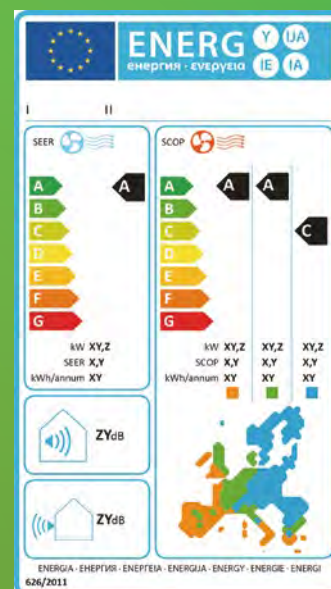 ENERG Y IJA
енергия · ενεργεια IE IA
I II
SEER
A A
B
C
D
E
F
G
kW XY,Z
SEER X,Y
kWh/annum XY
SCOP
A A A
B
C C
D
E
F
G
kW XY,Z XY,Z XY,Z
SCOP X,Y X,Y X,Y
kWh/annum XY XY XY
ZYdB
ZYdB
ENERGIA · ЕНЕРГИЯ · ΕΝΕΡΓΕΙΑ · ENERGIJA · ENERGY · ENERGIE · ENERGI
626/2011